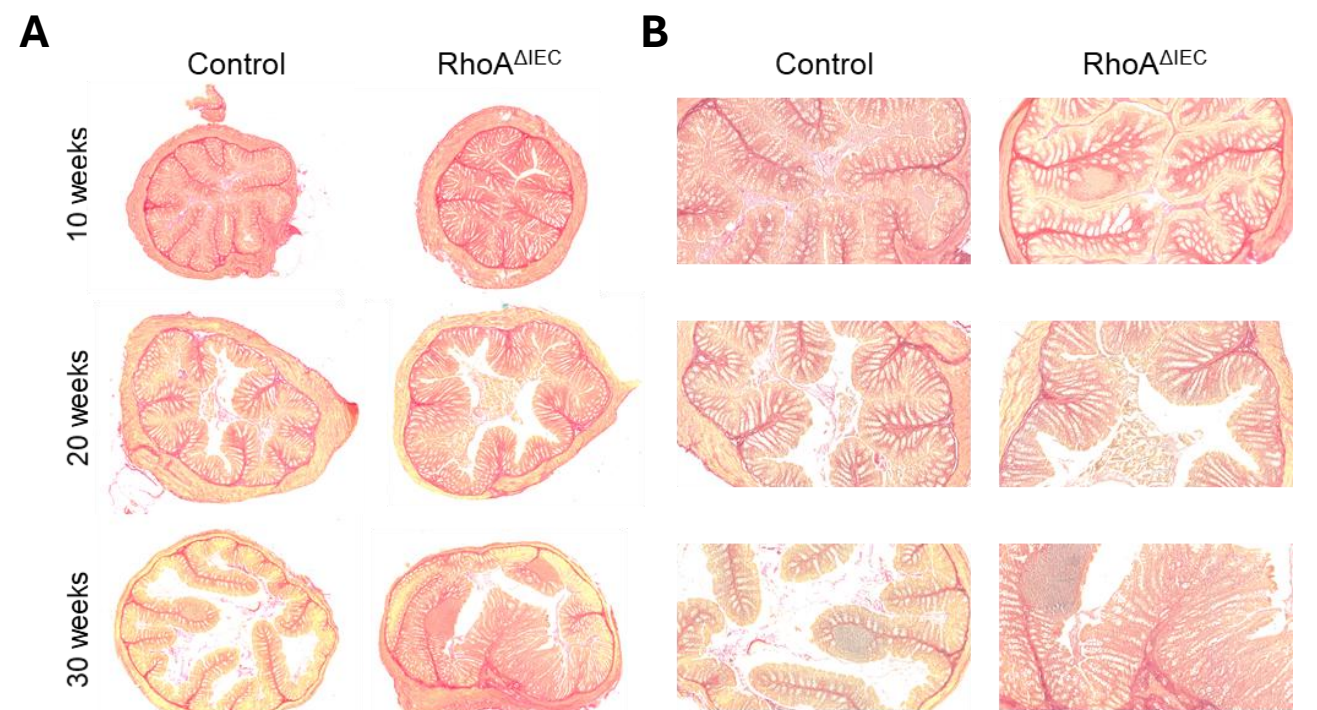 A
B
Control
RhoAΔIEC
Control
RhoAΔIEC
10 weeks
20 weeks
30 weeks